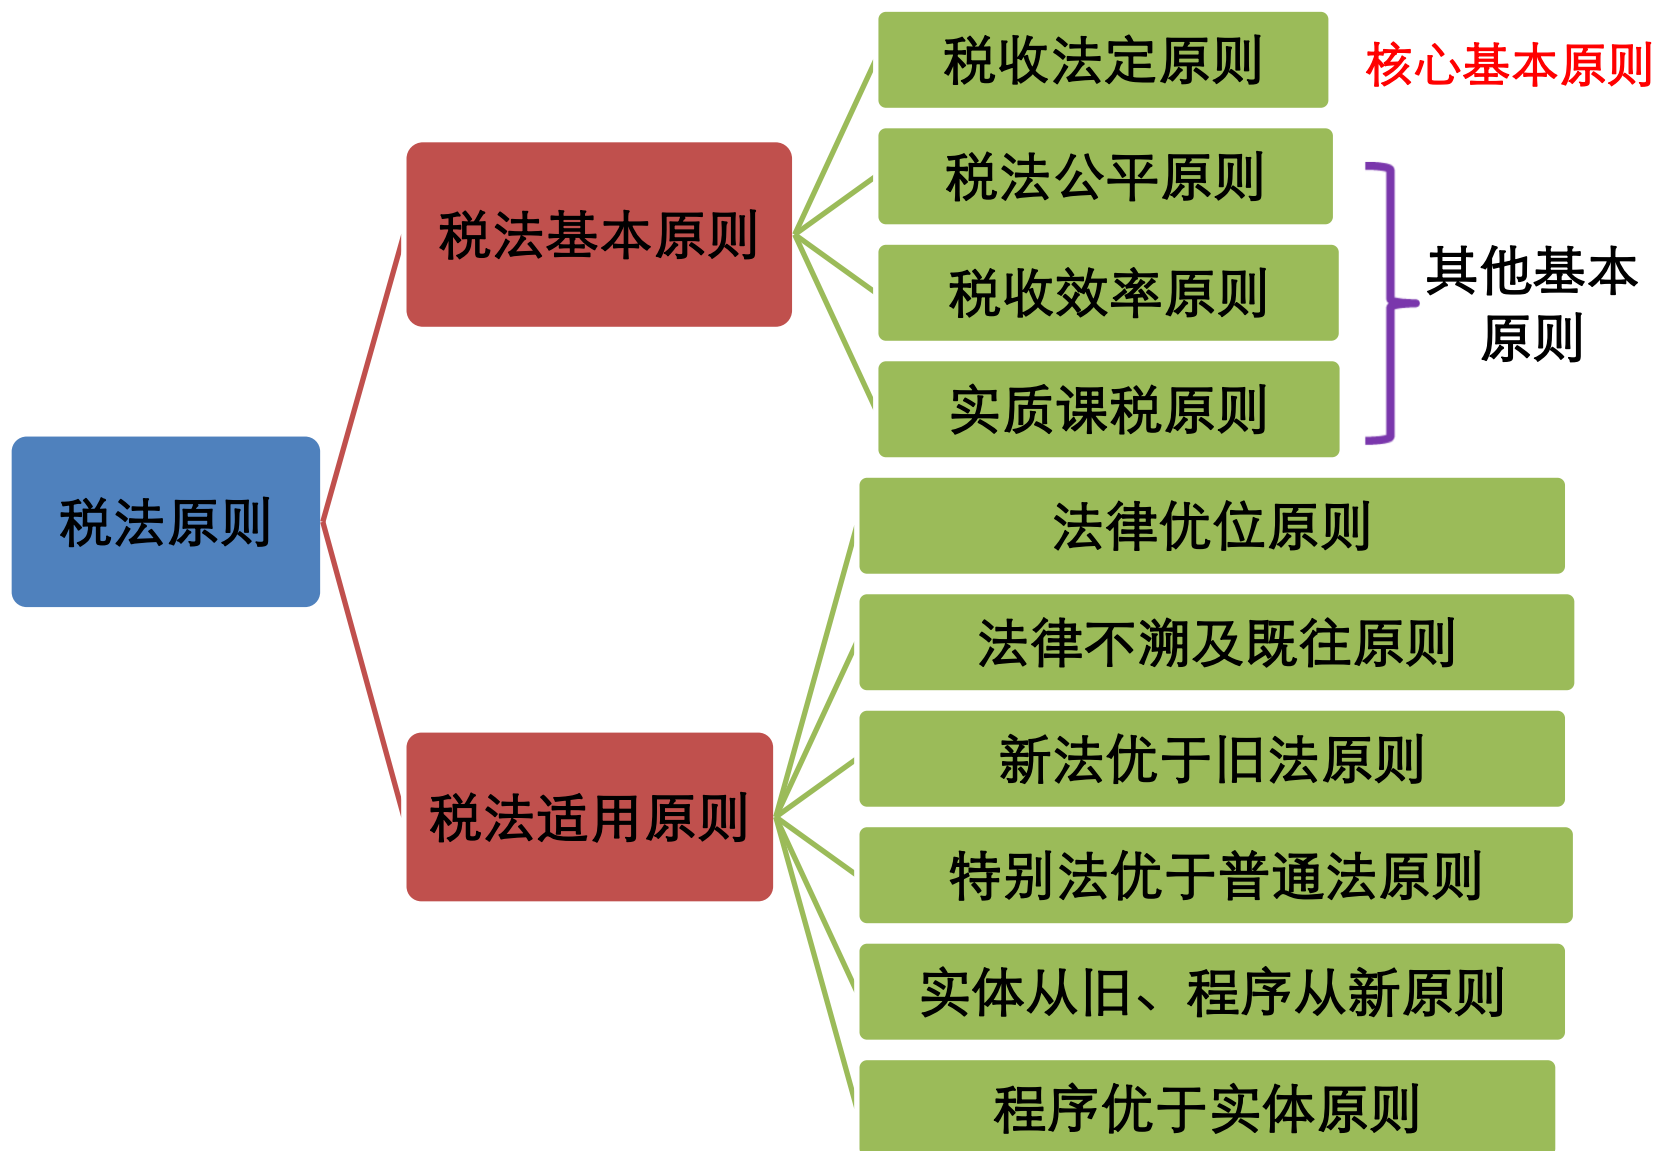 税收法定原则
核心基本原则
税法公平原则
税收效率原则
实质课税原则
其他基本
原则
税法基本原则
税法原则
法律优位原则
法律不溯及既往原则
新法优于旧法原则
特别法优于普通法原则
实体从旧、程序从新原则
程序优于实体原则
税法适用原则